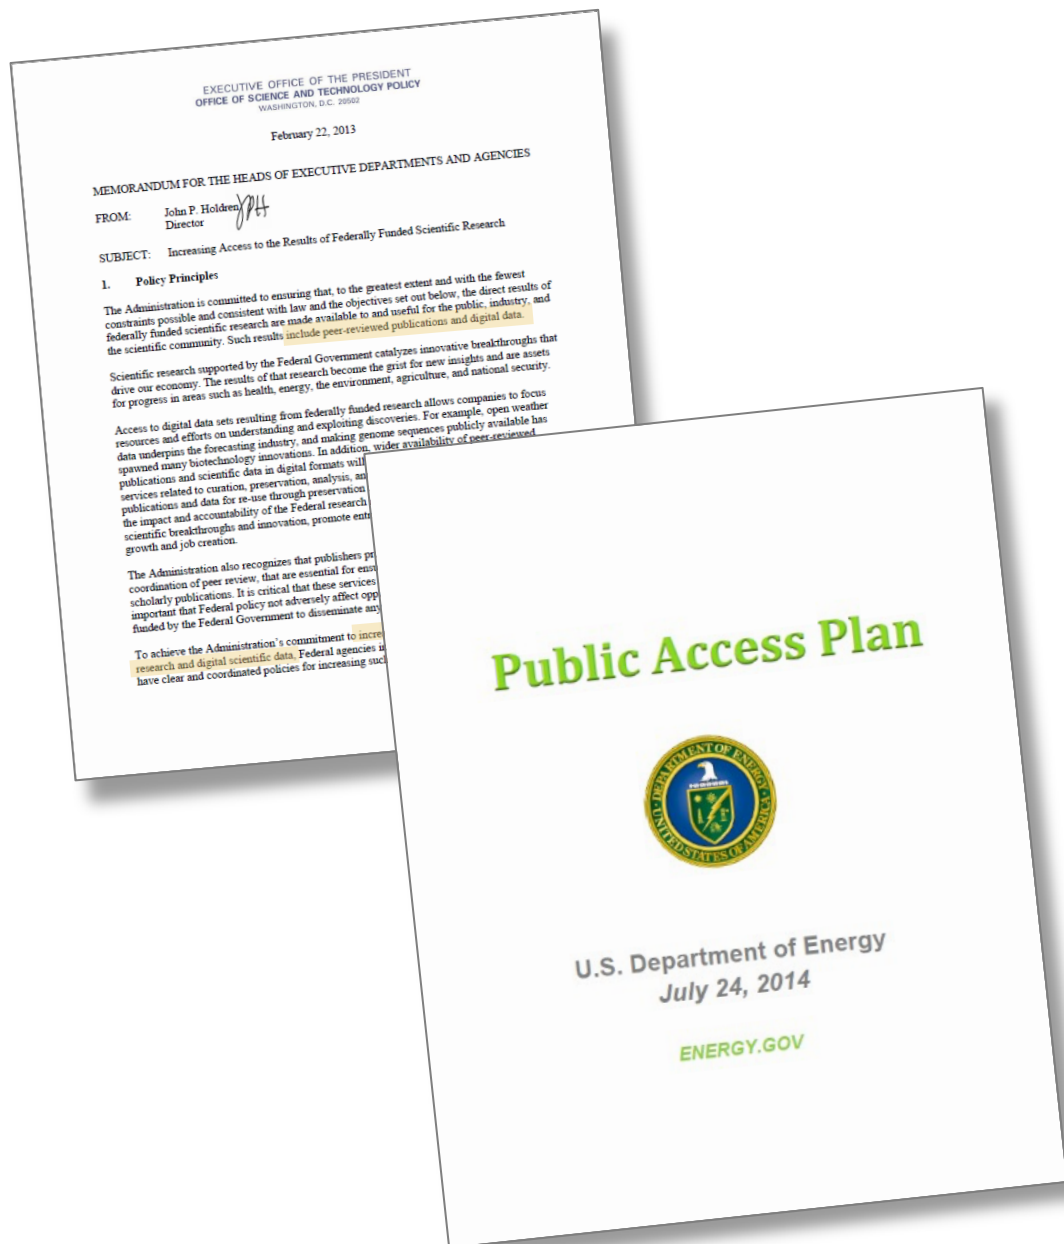 EXECUTIVE OFFICE OF THE PRESIDENT
OFFICE OF SCIENCE AND TECHNOLOGY POLICY
WASHINGTON, D.C. 20502
February 22, 2013
MEMORANDUM FOR THE HEADS OF EXECUTIVE DEPARTMENTS AND AGENCIES
FROM: John P. Holdren
Director
SUBJECT: Increasing Access to the Results of Federally Funded Scientific Research
1. Policy Principles
The Administration is committed to ensuring that, to the greatest extent and with the fewest
constraints possible and consistent with law and the objectives set out below, the direct results of
federally funded scientific research are made available to and useful for the public, industry, and
the scientific community. Such results include peer-reviewed publications and digital data.
Scientific research supported by the Federal Government catalyzes innovative breakthroughs that
drive our economy. The results of that research become the grist for new insights and are assets
for progress in areas such as health, energy, the environment, agriculture, and national security.
Access to digital data sets resulting from federally funded research allows companies to focus
resources and efforts on understanding and exploiting discoveries. For example, open weather
data underpins the forecasting industry, and making genome sequences publicly available has
spawned many biotechnology innovations. In addition, wider availability of peer-reviewed
publications and scientific data in digital formats will
services related to curation, preservation, analysis, an
publications and data for re-use through preservation
the impact and accountability of the Federal research
scientific breakthroughs and innovation, promote entr
growth and job creation.
The Administration also recognizes that publishers pr
coordination of peer review, that are essential for ensu
scholarly publications. It is critical that these services
important that Federal policy not adversely affect opp
funded by the Federal Government to disseminate any
To achieve the Administration's commitment to increa
research and digital scientific data, Federal agencies in
have clear and coordinated policies for increasing such
Public Access Plan
DEPARTMENT OF ENERGY
UNITED STATES OF AMERICA
U.S. Department of Energy
July 24, 2014
ENERGY.GOV